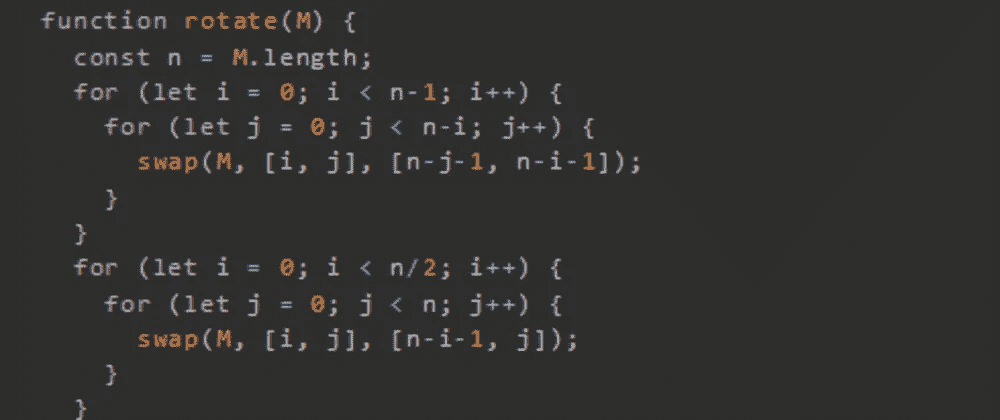 function rotate(M) {
  const n = M.length;
  for (let i = 0; i < n-1; i++) {
    for (let j = 0; j < n-i; j++) {
      swap(M, [i, j], [n-j-1, n-i-1]);
    }
  }
  for (let i = 0; i < n/2; i++) {
    for (let j = 0; j < n; j++) {
      swap(M, [i, j], [n-i-1, j]);
    }
  }